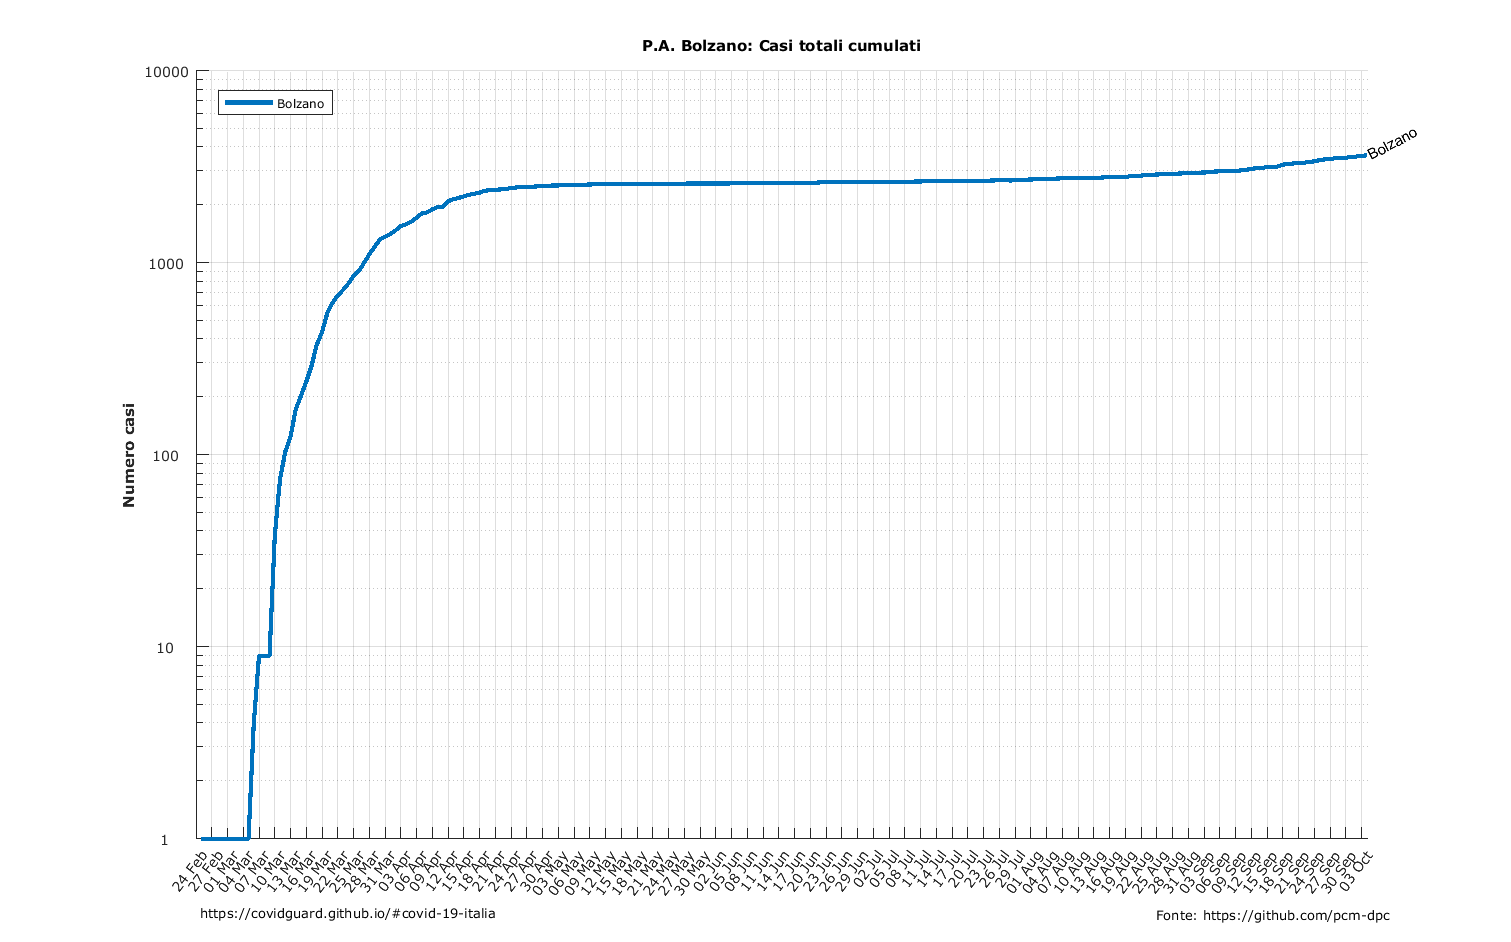 P.A. Bolzano: Casi totali cumulati
10000
1000
100
10
1
Numero casi
Bolzano
Bolzano
24 Feb
27 Feb
01 Mar
04 Mar
07 Mar
10 Mar
13 Mar
16 Mar
19 Mar
22 Mar
25 Mar
28 Mar
31 Mar
03 Apr
06 Apr
09 Apr
12 Apr
15 Apr
18 Apr
21 Apr
24 Apr
27 Apr
30 Apr
03 May
06 May
09 May
12 May
15 May
18 May
21 May
24 May
27 May
30 May
02 Jun
05 Jun
08 Jun
11 Jun
14 Jun
17 Jun
20 Jun
23 Jun
26 Jun
29 Jun
02 Jul
05 Jul
08 Jul
11 Jul
14 Jul
17 Jul
20 Jul
23 Jul
26 Jul
29 Jul
01 Aug
04 Aug
07 Aug
10 Aug
13 Aug
16 Aug
19 Aug
22 Aug
25 Aug
28 Aug
31 Aug
03 Sep
06 Sep
09 Sep
12 Sep
15 Sep
18 Sep
21 Sep
24 Sep
27 Sep
30 Sep
03 Oct
https://covidguard.github.io/#covid-19-italia
Fonte: https://github.com/pcm-dpc